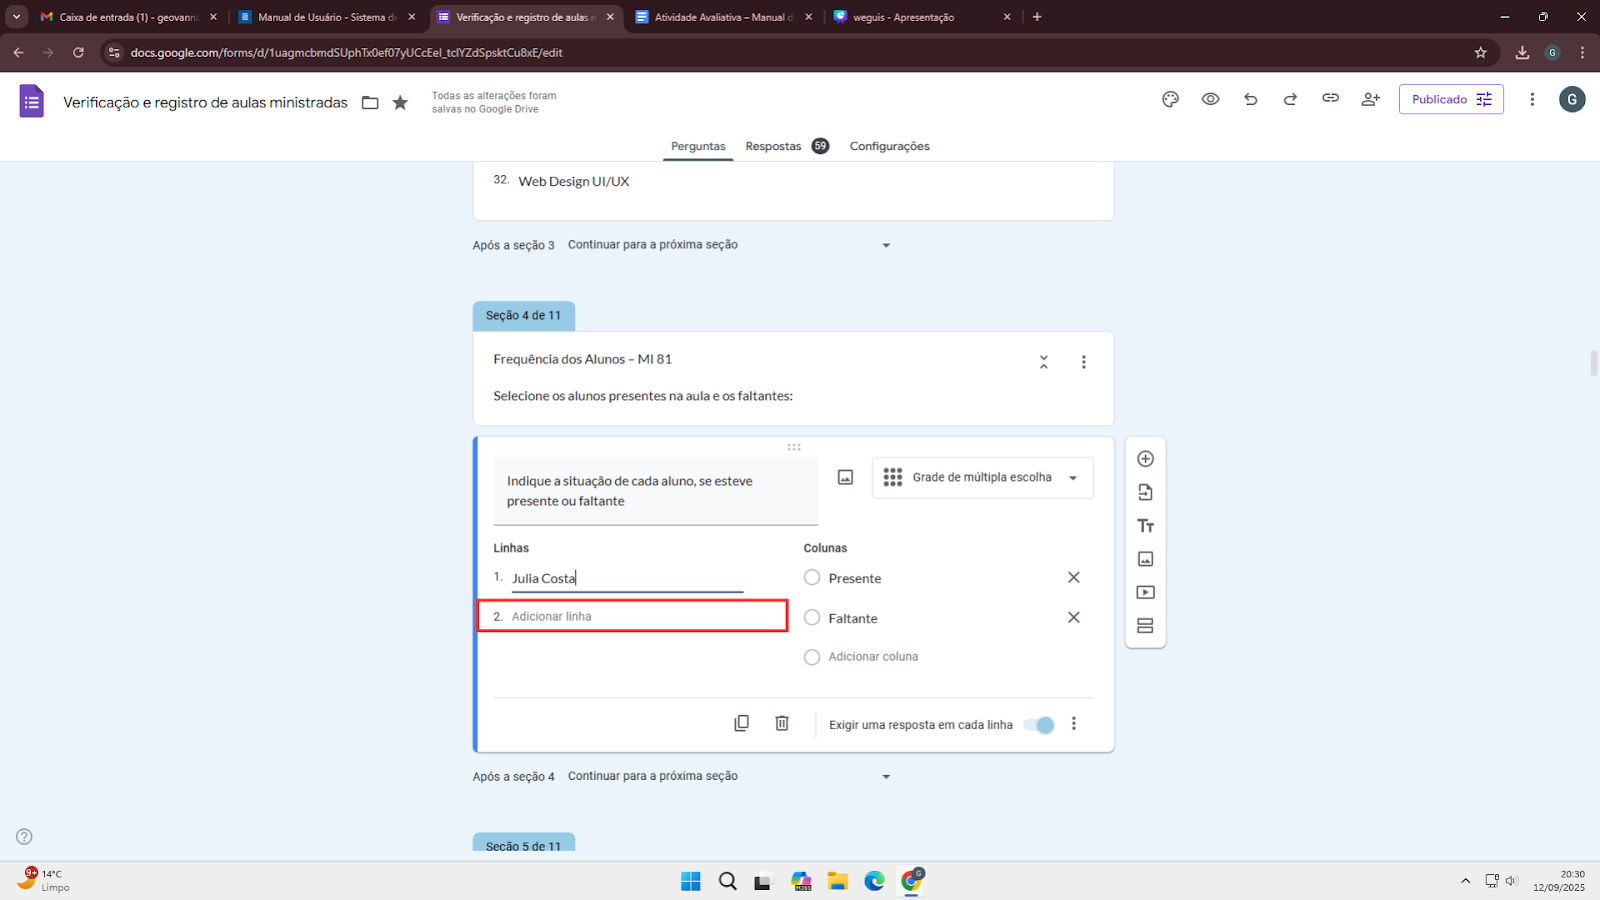 Caixa de entrada (1) - geovann
Manual de Usuário - Sistema de
Verificação e registro de aulas m
Atividade Avaliativa – Manual d
weguis - Apresentação
docs.google.com/forms/d/1uagmcbmdSUphTx0ef07yUCcEel_tclYZdSpsktCu8xE/edit
G
Verificação e registro de aulas ministradas
Todas as alterações foram
salvas no Google Drive
Publicado
G
Perguntas
Respostas 59
Configurações
32. Web Design UI/UX
Após a seção 3 Continuar para a próxima seção
Seção 4 de 11
Frequência dos Alunos – MI 81
Selecione os alunos presentes na aula e os faltantes:
Indique a situação de cada aluno, se esteve
presente ou faltante
Grade de múltipla escolha
Tт
Linhas
Colunas
1. Julia Costa
Presente
2. Adicionar linha
Faltante
Adicionar coluna
Exigir uma resposta em cada linha
Após a seção 4 Continuar para a próxima seção
Seção 5 de 11
9+
14°C
Limpo
M365
G
20:30
12/09/2025